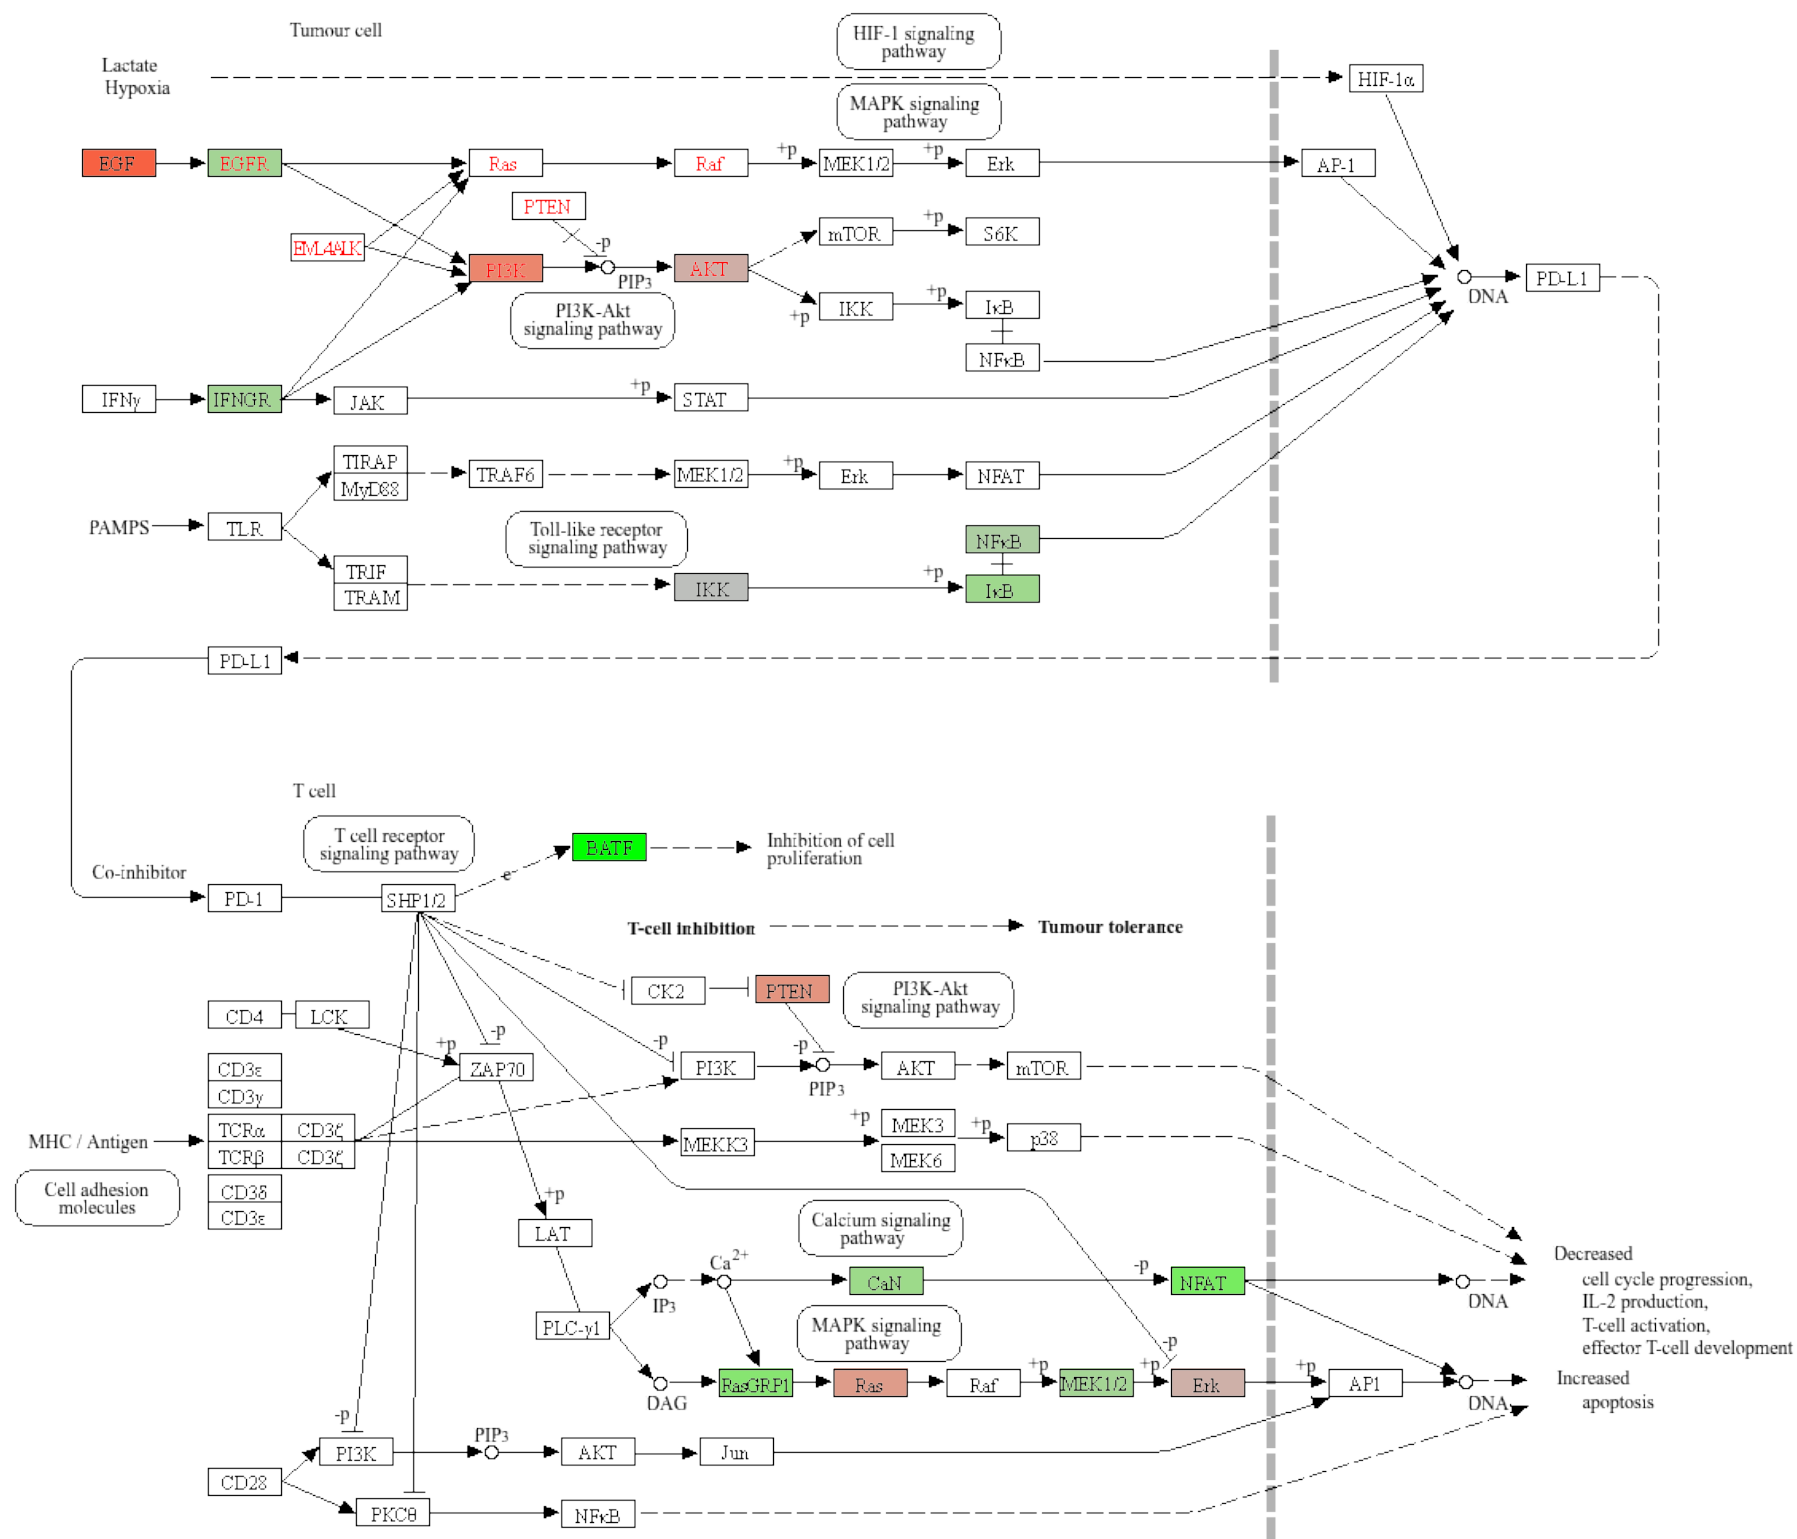 Tumour cell
HIF-1 signaling
pathway
Lactate
Hypoxia
HIF-1α
MAPK signaling
pathway
EGF
EGFR
Ras
Raf
+p
MEK1/2
+p
Erk
AP-1
PTEN
EML4ALK
-p
mTOR
+p
S6K
PI3K
PIP3
AKT
DNA
PD-L1
PI3K-Akt
signaling pathway
+p
IKK
+p
IκB
NFκB
IFNγ
IFNGR
JAK
+p
STAT
TIRAP
MyD88
TRAF6
MEK1/2
+p
Erk
NFAT
PAMPS
TLR
Toll-like receptor
signaling pathway
NFκB
TRIF
TRAM
IKK
+p
IκB
PD-L1
T cell
T cell receptor
signaling pathway
BATF
Inhibition of cell
proliferation
Co-inhibitor
PD-1
SHP1/2
e
T-cell inhibition
Tumour tolerance
CK2
PTEN
PI3K-Akt
signaling pathway
CD4
LCK
+p
-p
ZAP70
-p
PI3K
-p
PIP3
AKT
mTOR
CD3ε
CD3γ
MHC / Antigen
TCRα
CD3ζ
TCRβ
CD3ζ
MEKK3
+p
MEK3
MEK6
+p
p38
Cell adhesion
molecules
CD3δ
CD3ε
+p
LAT
Calcium signaling
pathway
Ca2+
IP3
CaN
-p
NFAT
DNA
Decreased
cell cycle progression,
IL-2 production,
T-cell activation,
effector T-cell development
PLC-γ1
MAPK signaling
pathway
-p
DAG
RasGRP1
Ras
Raf
+p
MEK1/2
+p
Erk
+p
AP1
DNA
Increased
apoptosis
-p
PI3K
PIP3
AKT
Jun
CD28
PKCθ
NFκB